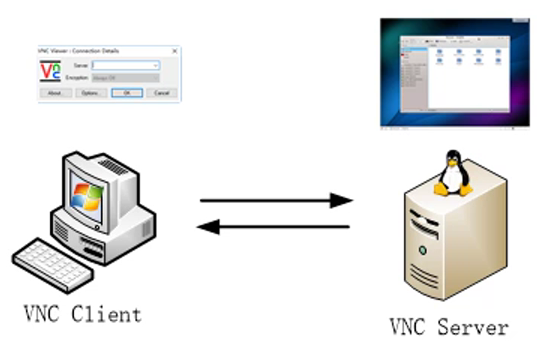 VNC Viewer : Connection Details
Server:
Encryption:
Always Off
About...
Options...
OK
Cancel
VNC Client
VNC Server